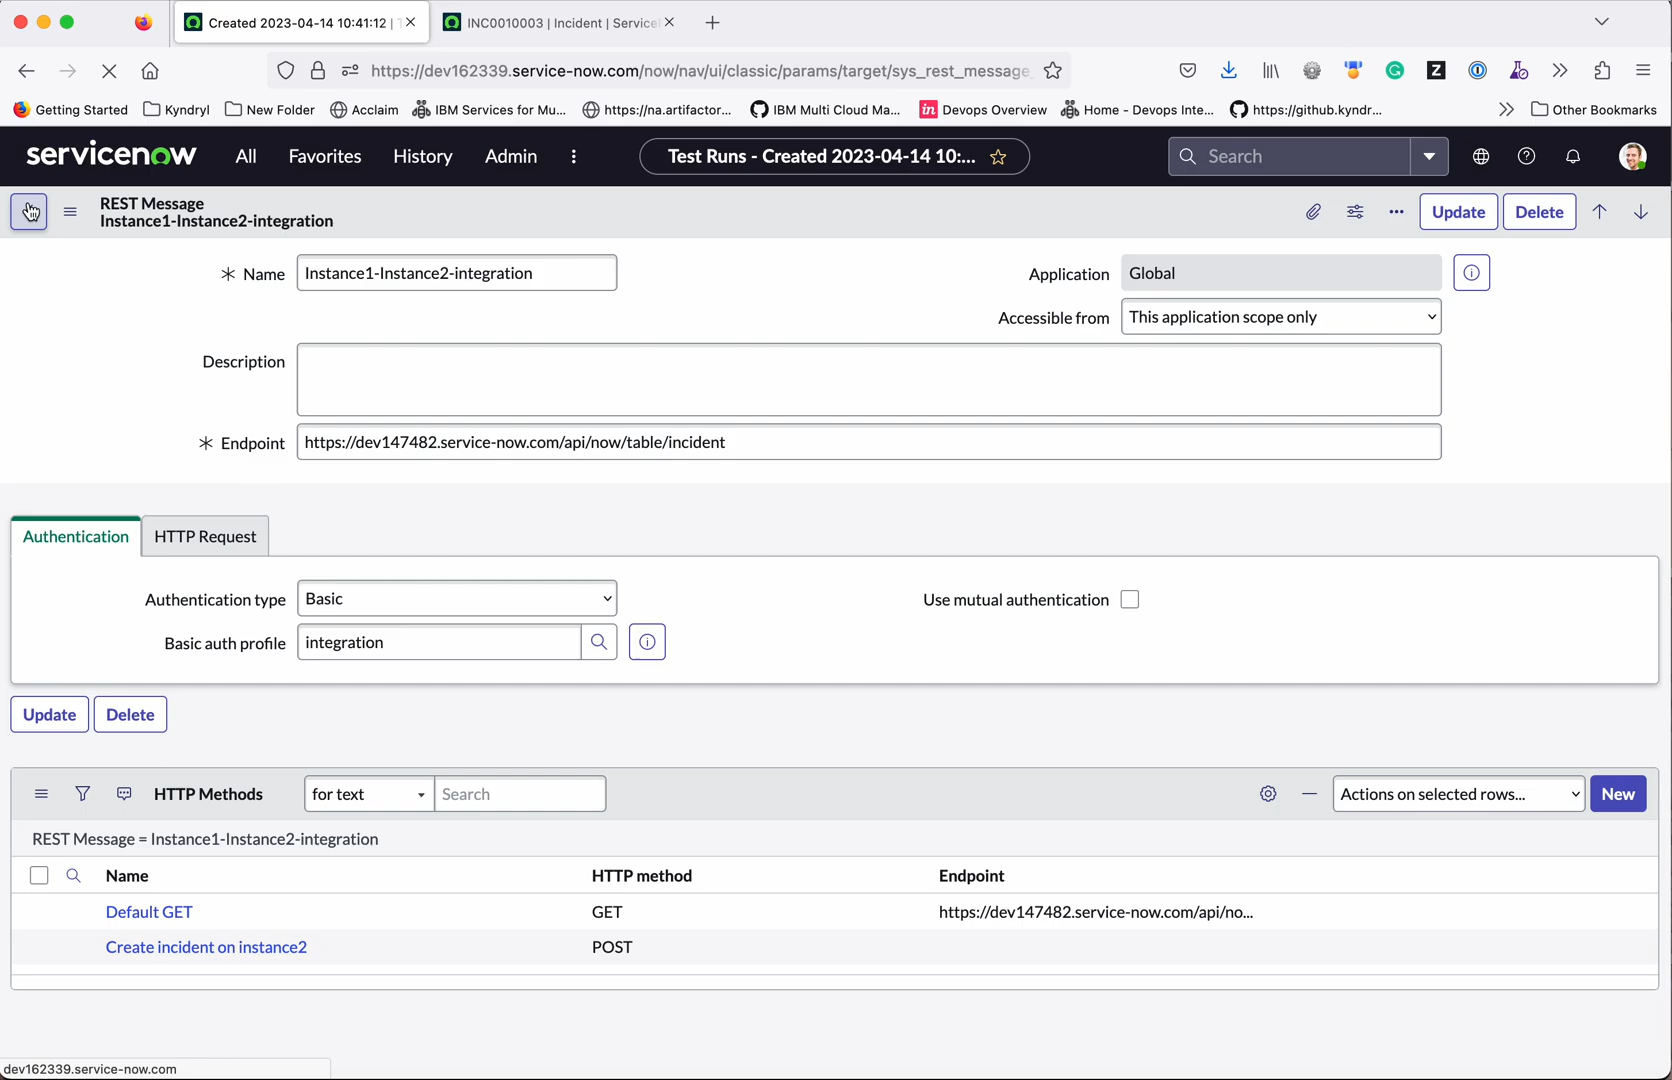 Created 2023-04-14 10:41:12 | T
INC0010003 | Incident | Service
https://dev162339.service-now.com/now/nav/ui/classic/params/target/sys_rest_message_
Getting Started
Kyndryl
New Folder
Acclaim
IBM Services for Mu...
https://na.artifactor...
IBM Multi Cloud Ma...
in Devops Overview
Home - Devops Inte...
https://github.kyndr...
Other Bookmarks
servicenow
All
Favorites
History
Admin
Test Runs - Created 2023-04-14 10:...
Search
REST Message
Instance1-Instance2-integration
Update
Delete
Name
Instance1-Instance2-integration
Application
Global
Accessible from
This application scope only
Description
Endpoint
https://dev147482.service-now.com/api/now/table/incident
Authentication
HTTP Request
Authentication type
Basic
Use mutual authentication
Basic auth profile
integration
Update
Delete
HTTP Methods
for text
Search
Actions on selected rows...
New
REST Message = Instance1-Instance2-integration
Name
HTTP method
Endpoint
Default GET
GET
https://dev147482.service-now.com/api/no...
Create incident on instance2
POST
dev162339.service-now.com